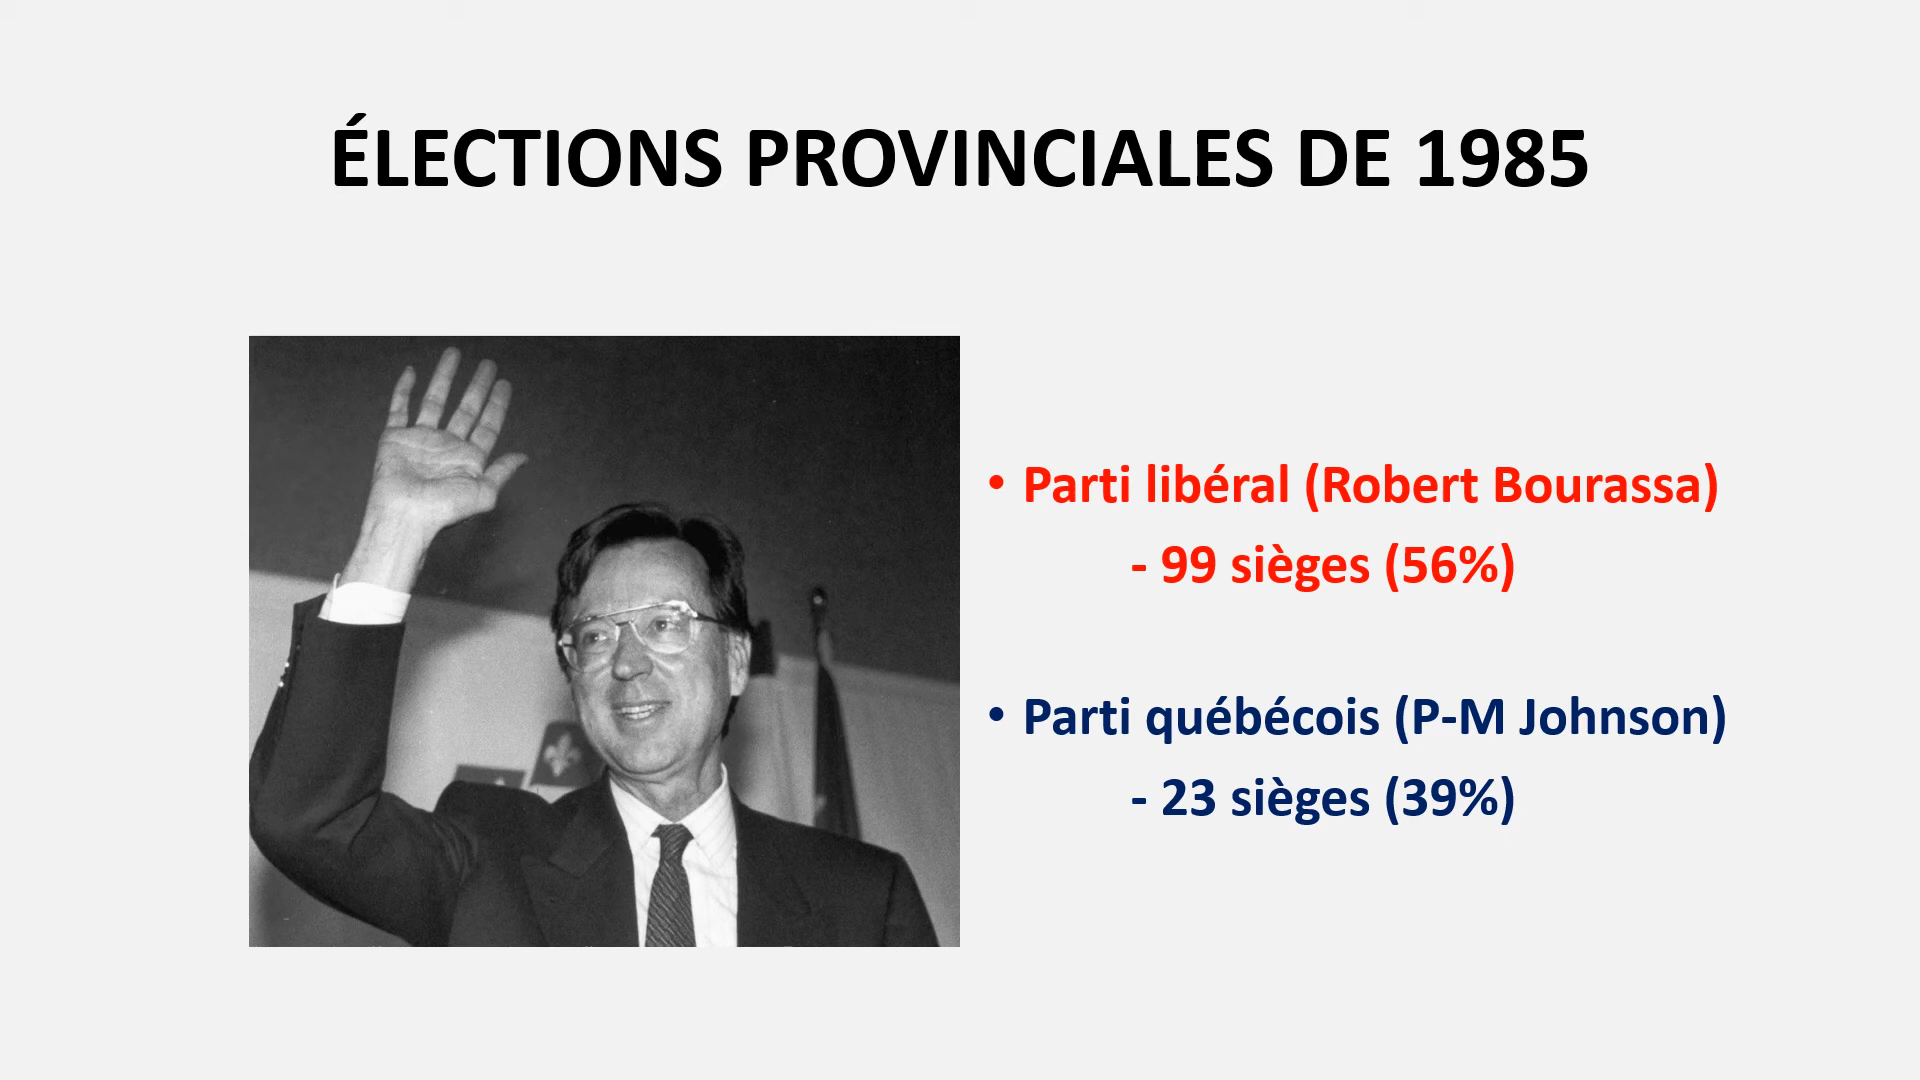 ÉLECTIONS PROVINCIALES DE 1985
• Parti libéral (Robert Bourassa)
- 99 sièges (56%)
• Parti québécois (P-M Johnson)
- 23 sièges (39%)